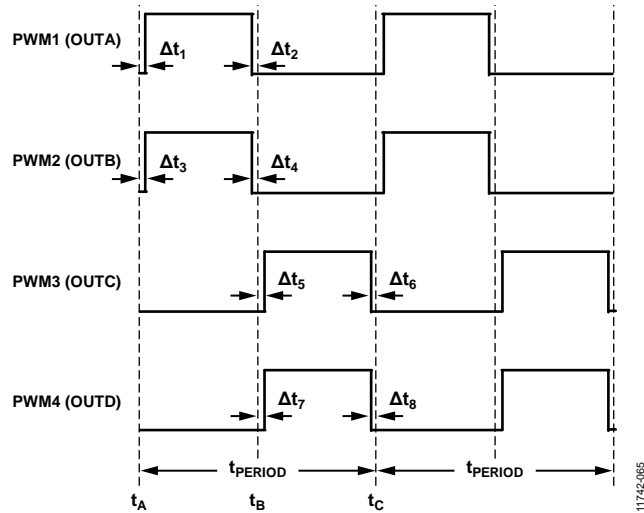 PWM1 (OUTA)
Δt1
Δt2
PWM2 (OUTB)
Δt3
Δt4
PWM3 (OUTC)
Δt5
Δt6
PWM4 (OUTD)
Δt7
Δt8
tPERIOD
tPERIOD
tA
tB
tC
11742-065